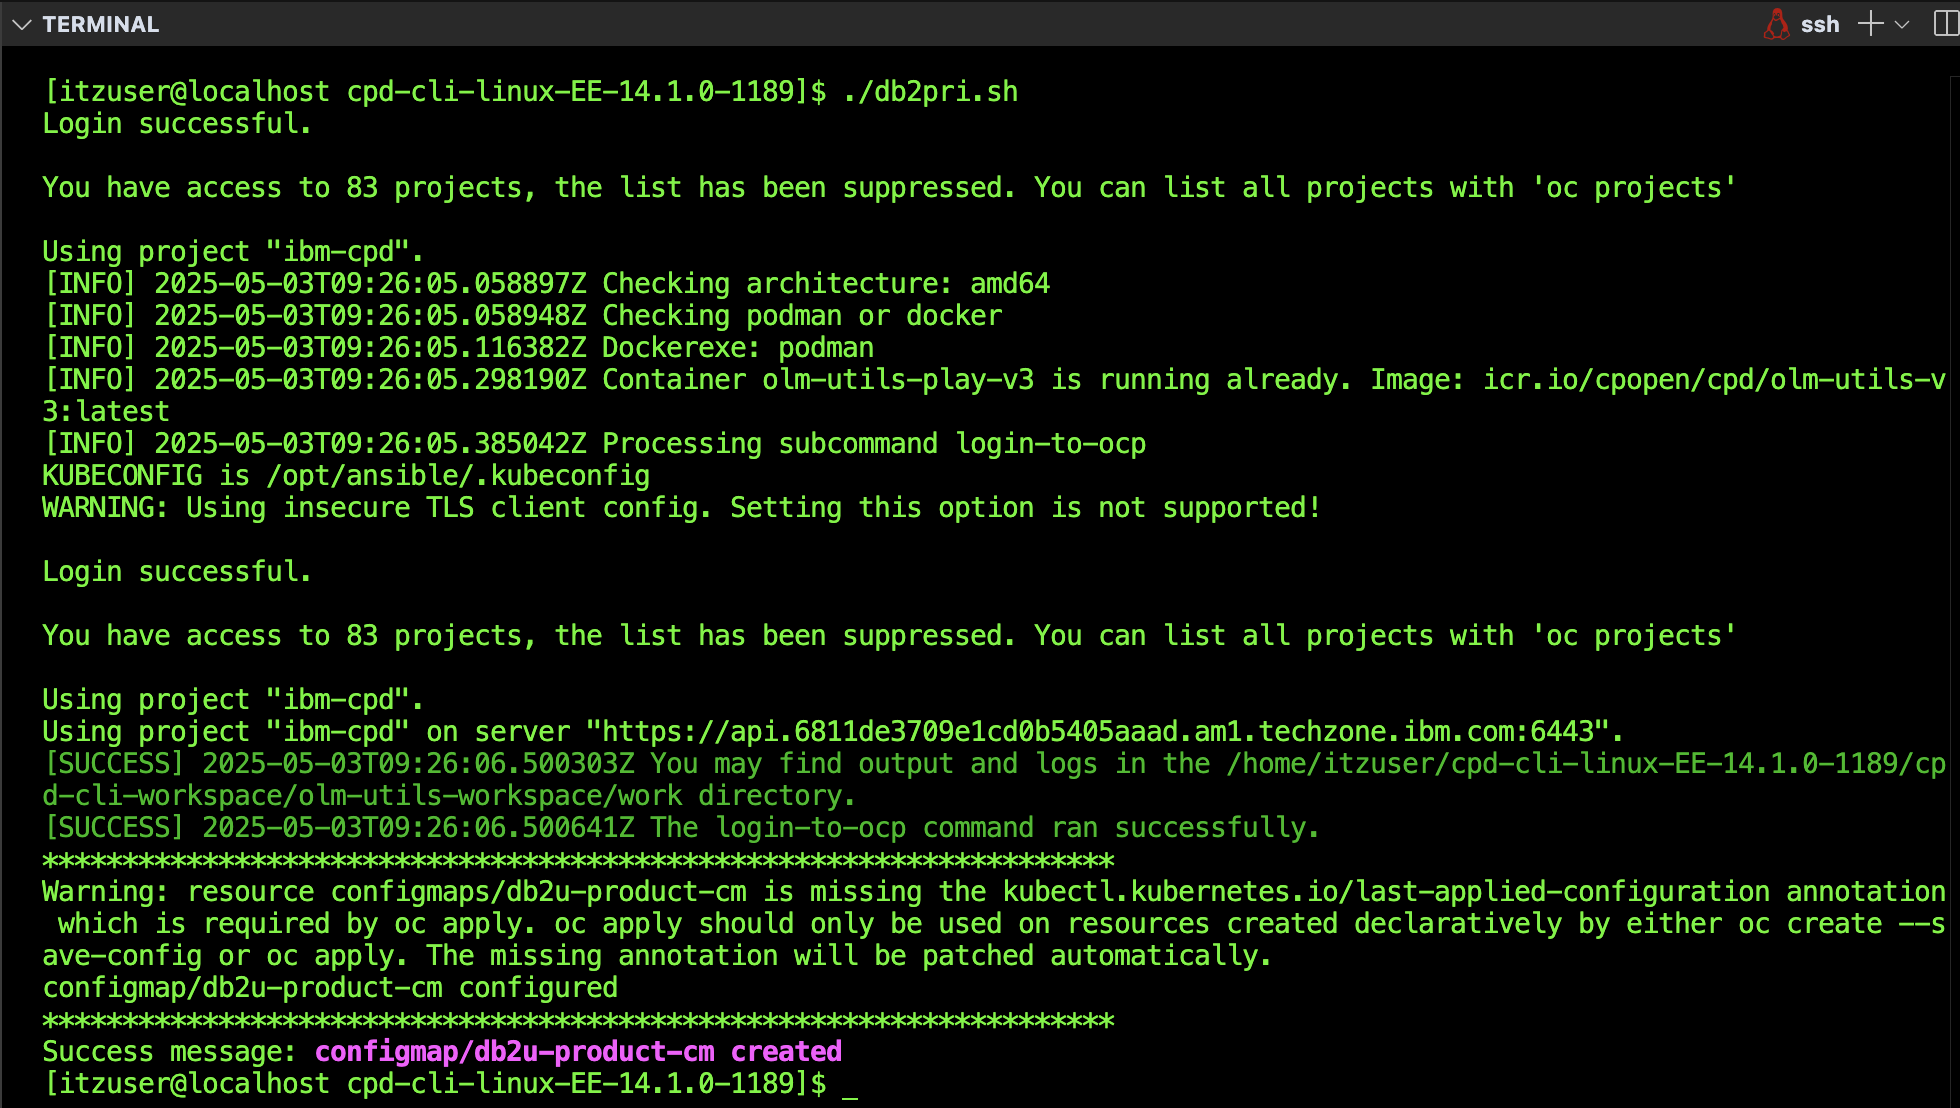 TERMINAL
ssh
[itzuser@localhost cpd-cli-linux-EE-14.1.0-1189]$ ./db2pri.sh
Login successful.
You have access to 83 projects, the list has been suppressed. You can list all projects with 'oc projects'
Using project "ibm-cpd".
[INFO] 2025-05-03T09:26:05.058897Z Checking architecture: amd64
[INFO] 2025-05-03T09:26:05.058948Z Checking podman or docker
[INFO] 2025-05-03T09:26:05.116382Z Dockerexe: podman
[INFO] 2025-05-03T09:26:05.298190Z Container olm-utils-play-v3 is running already. Image: icr.io/cpopen/cpd/olm-utils-v
3:latest
[INFO] 2025-05-03T09:26:05.385042Z Processing subcommand login-to-ocp
KUBECONFIG is /opt/ansible/.kubeconfig
WARNING: Using insecure TLS client config. Setting this option is not supported!
Login successful.
You have access to 83 projects, the list has been suppressed. You can list all projects with 'oc projects'
Using project "ibm-cpd".
Using project "ibm-cpd" on server "https://api.6811de3709e1cd0b5405aaad.am1.techzone.ibm.com:6443".
[SUCCESS] 2025-05-03T09:26:06.500303Z You may find output and logs in the /home/itzuser/cpd-cli-linux-EE-14.1.0-1189/cp
d-cli-workspace/olm-utils-workspace/work directory.
[SUCCESS] 2025-05-03T09:26:06.500641Z The login-to-ocp command ran successfully.
*******************************************************************
Warning: resource configmaps/db2u-product-cm is missing the kubectl.kubernetes.io/last-applied-configuration annotation
which is required by oc apply. oc apply should only be used on resources created declaratively by either oc create --s
ave-config or oc apply. The missing annotation will be patched automatically.
configmap/db2u-product-cm configured
*******************************************************************
Success message: configmap/db2u-product-cm created
[itzuser@localhost cpd-cli-linux-EE-14.1.0-1189]$ _